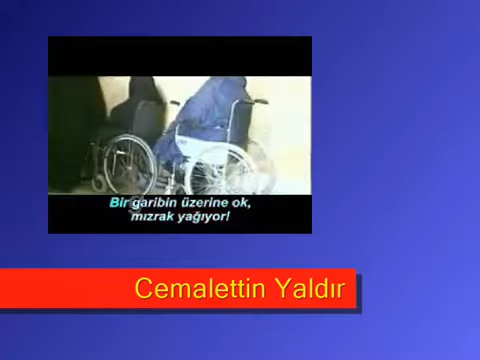 Bir garibin üzerine ok,
mızrak yağıyor!
Cemalettin Yaldır